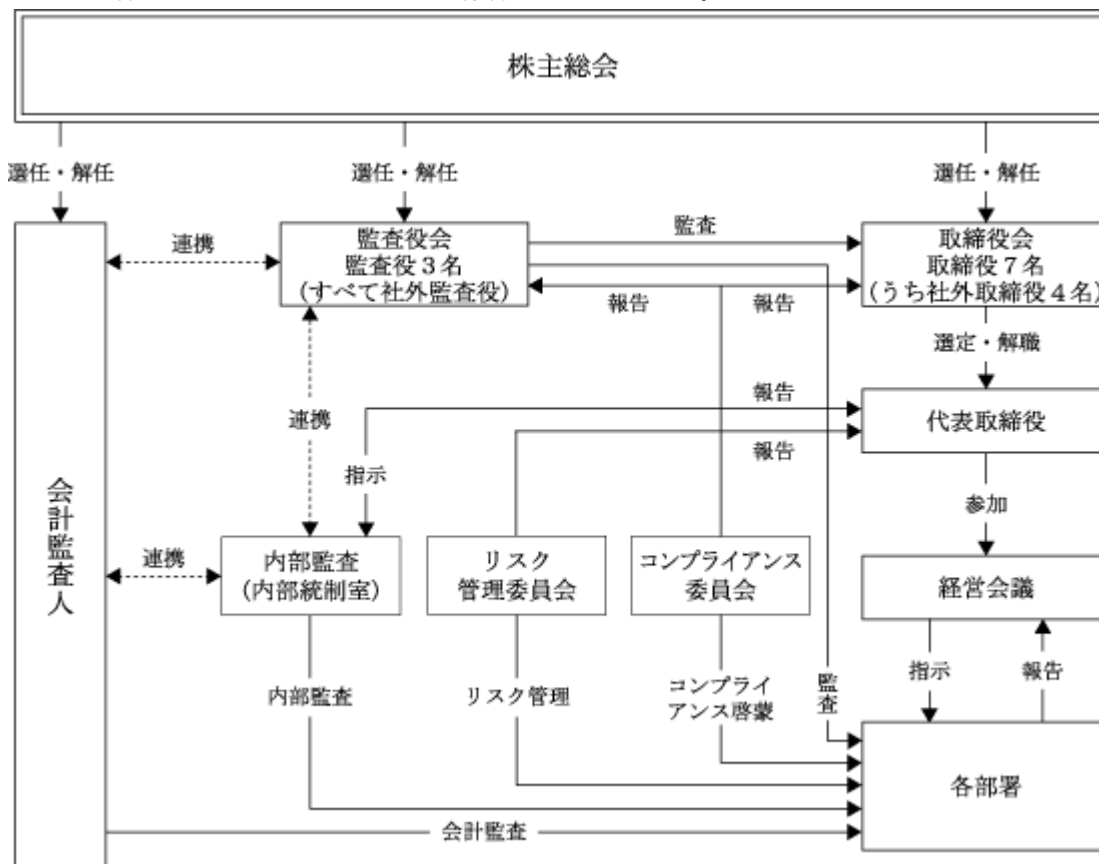 株主総会
選任・解任
選任・解任
選任・解任
連携
監査役会
監査役3名
(すべて社外監査役)
監査
取締役会
取締役7名
(うち社外取締役4名)
報告
報告
選定・解職
連携
報告
代表取締役
報告
指示
参加
会計監査人
連携
内部監査
(内部統制室)
リスク
管理委員会
コンプライアンス
委員会
経営会議
内部監査
リスク管理
コンプライ
アンス啓蒙
監査
指示
報告
各部署
会計監査